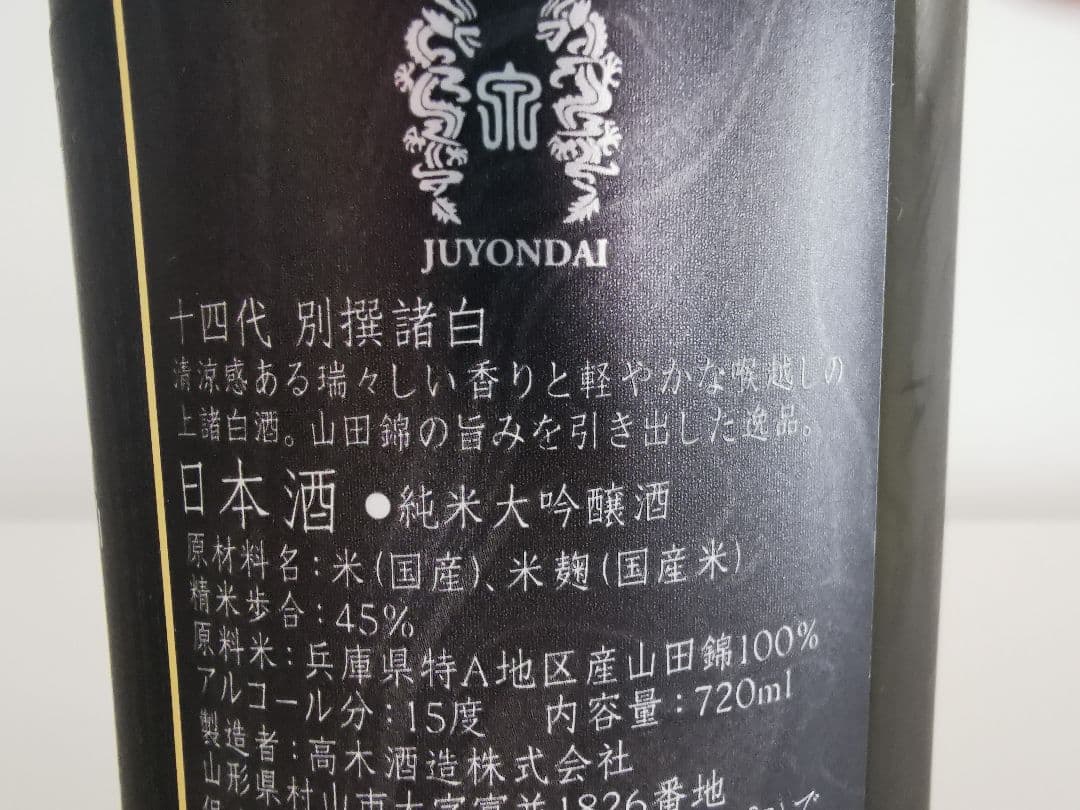 JUYONDAI
十四代 別撰諸白
清涼感ある瑞々しい香りと軽やかな喉越しの
上諸白酒。山田錦の旨みを引き出した逸品。
日本酒 ●純米大吟醸酒
原材料名:米(国産)、米麹(国産米)
精米歩合:45%
原料米:兵庫県特A地区産山田錦100%
アルコール分:15度 内容量:720ml
製造者:高木酒造株式会社
山形県村山市大字富並1826番地